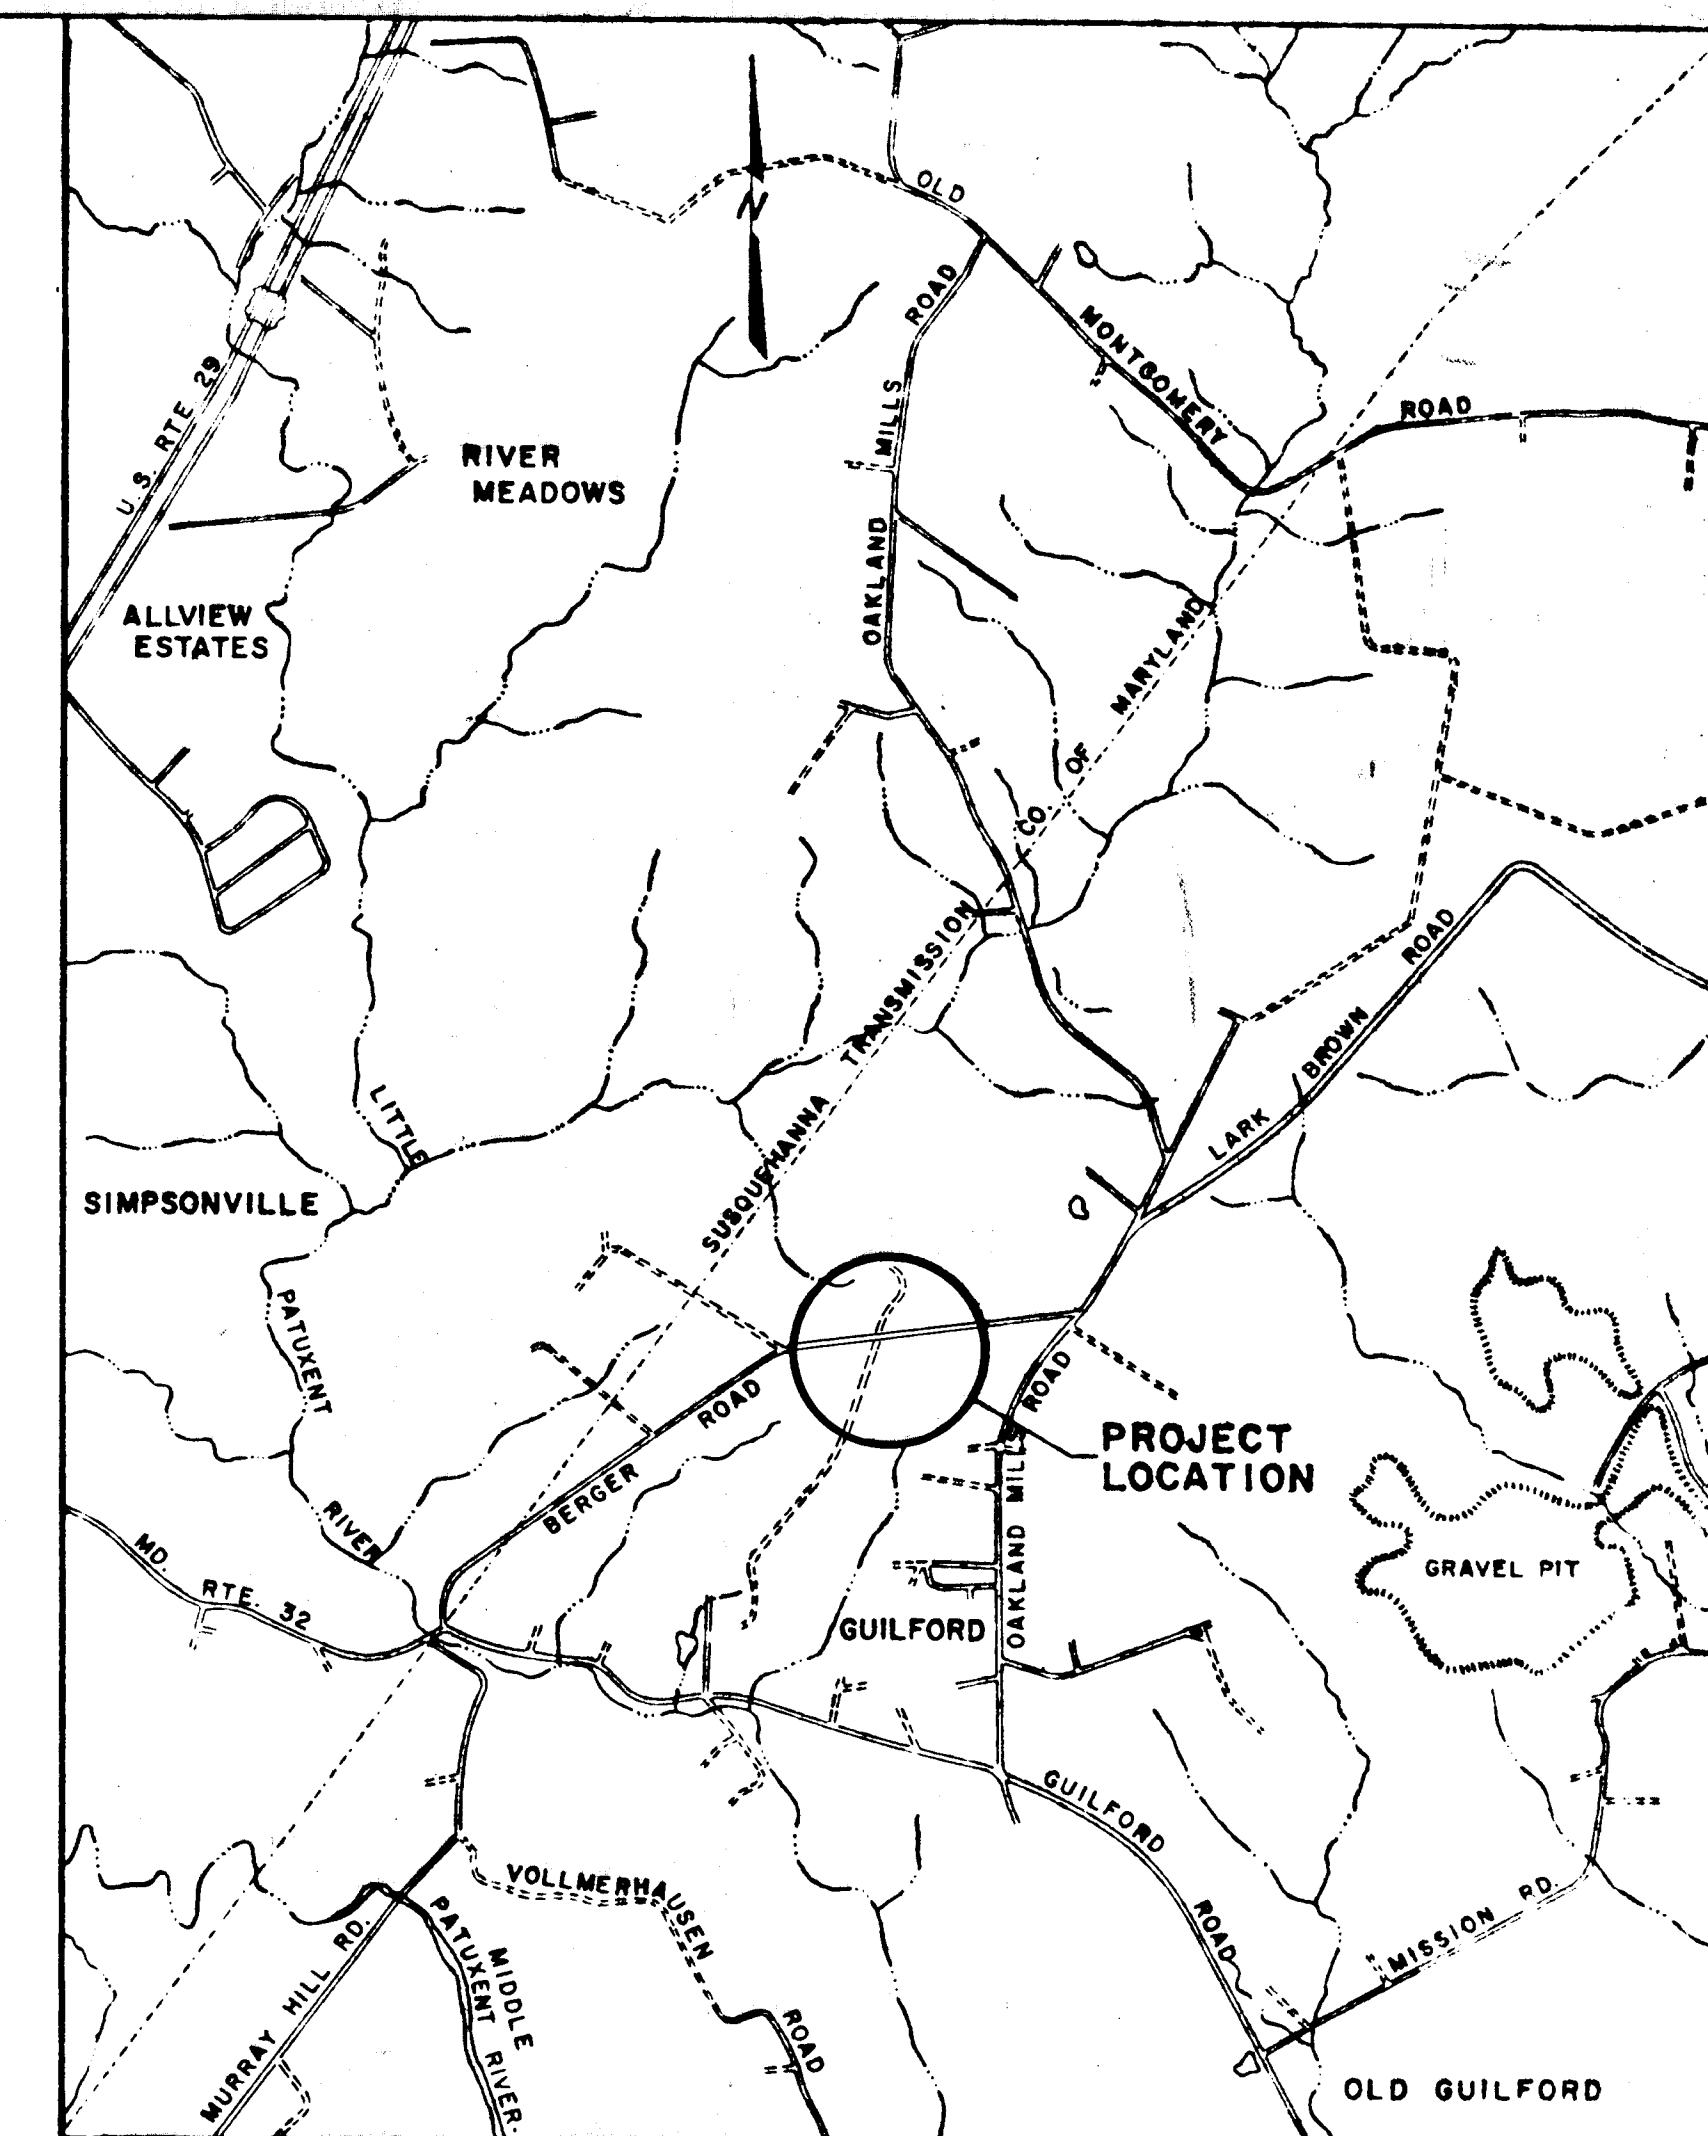 N
OLD
MONTGOMERY
ROAD
OAKLAND MILLS ROAD
U.S. RTE 29
RIVER
MEADOWS
ALLVIEW
ESTATES
SUSQUEHANNA TRANSMISSION CO. OF MARYLAND
LARK BROWN ROAD
LITTLE
PATUXENT
RIVER
SIMPSONVILLE
BERGER ROAD
OAKLAND MILLS ROAD
PROJECT
LOCATION
GRAVEL PIT
MD. RTE. 32
GUILFORD
GUILFORD ROAD
VOLLMERHAUSEN ROAD
MISSION RD.
MURRAY HILL RD.
MIDDLE
PATUXENT RIVER.
OLD GUILFORD